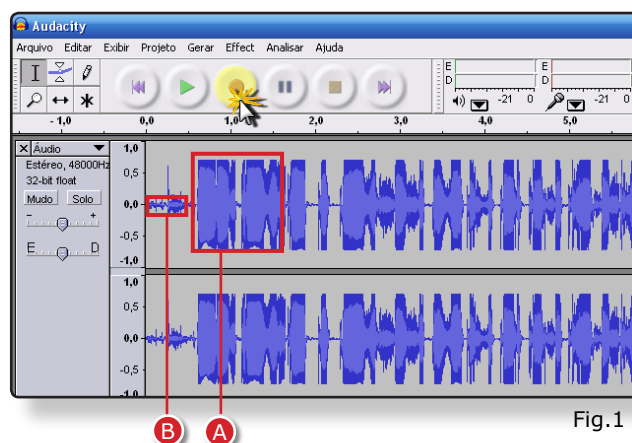 Audacity
Arquivo Editar Exibir Projeto Gerar Effect Analisar Ajuda
E
D
-21 0
E
D
-21 0
- 1,0 0,0 1,0 2,0 3,0 4,0 5,0
X Áudio
Estéreo, 48000Hz
32-bit float
Mudo Solo
- +
E D
1,0
0,5
0,0
-0,5
-1,0
1,0
0,5
0,0
-0,5
-1,0
B A
Fig.1